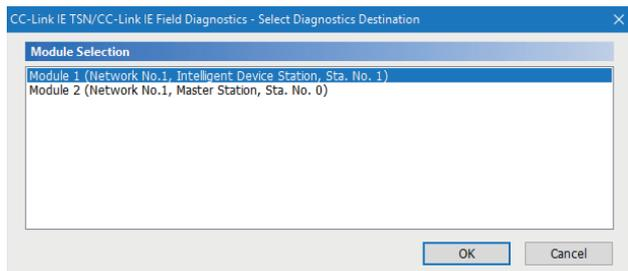 CC-Link IE TSN/CC-Link IE Field Diagnostics - Select Diagnostics Destination
Module Selection
Module 1 (Network No.1, Intelligent Device Station, Sta. No. 1)
Module 2 (Network No.1, Master Station, Sta. No. 0)
OK Cancel